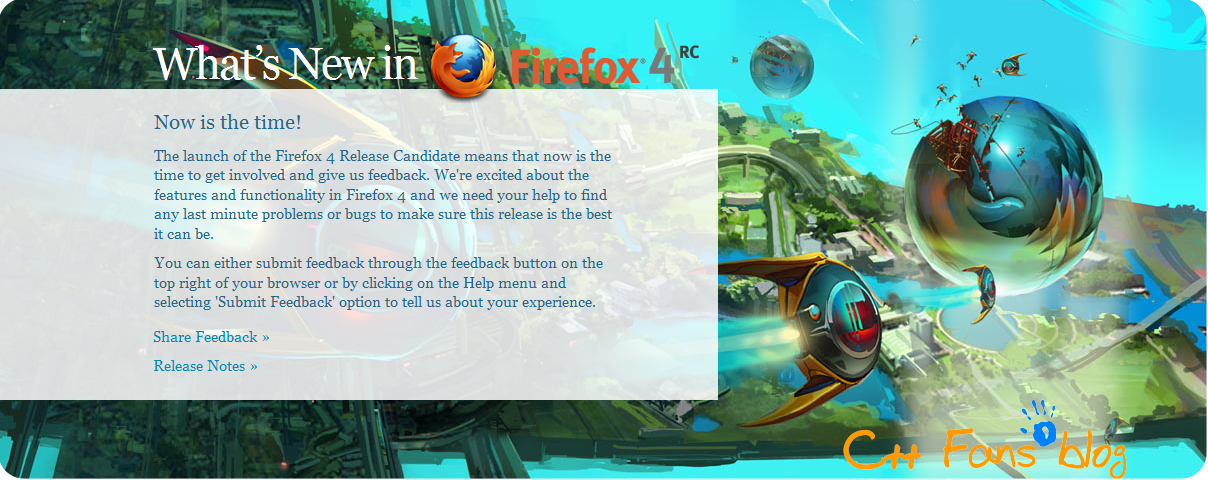 What's New in Firefox® 4 RC
Now is the time!
The launch of the Firefox 4 Release Candidate means that now is the
time to get involved and give us feedback. We're excited about the
features and functionality in Firefox 4 and we need your help to find
any last minute problems or bugs to make sure this release is the best
it can be.
You can either submit feedback through the feedback button on the
top right of your browser or by clicking on the Help menu and
selecting 'Submit Feedback' option to tell us about your experience.
Share Feedback »
Release Notes »
C++ Fans blog